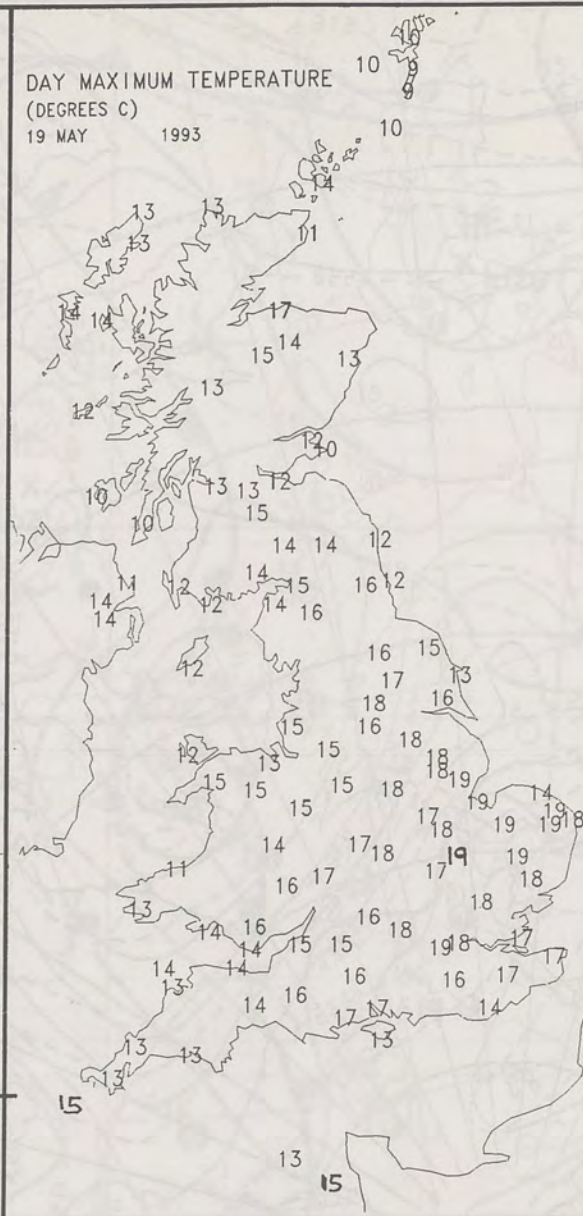 DAY MAXIMUM TEMPERATURE
(DEGREES C)
19 MAY 1993
10
10 9
9
10
14
13 13
13 11
14 14 17
15 14 13
13
12
12 10
10 13 13 12
10 15
14 14 12
11 12 14 15 16 12
14 12 14 16
14
12 16 15
17 13
18 16
15 16 18
12 13 15 18
15 15 15 18 18 19
15 19 14
17 18 19 19 19 18
14 17 18 19 19
11 16 17 17 18
13 18
14 16 16 18 17
14 15 15 19 18 17
14 14 16 16 17
13 14 16 17 17 14
13 13 13
13
15
13
15